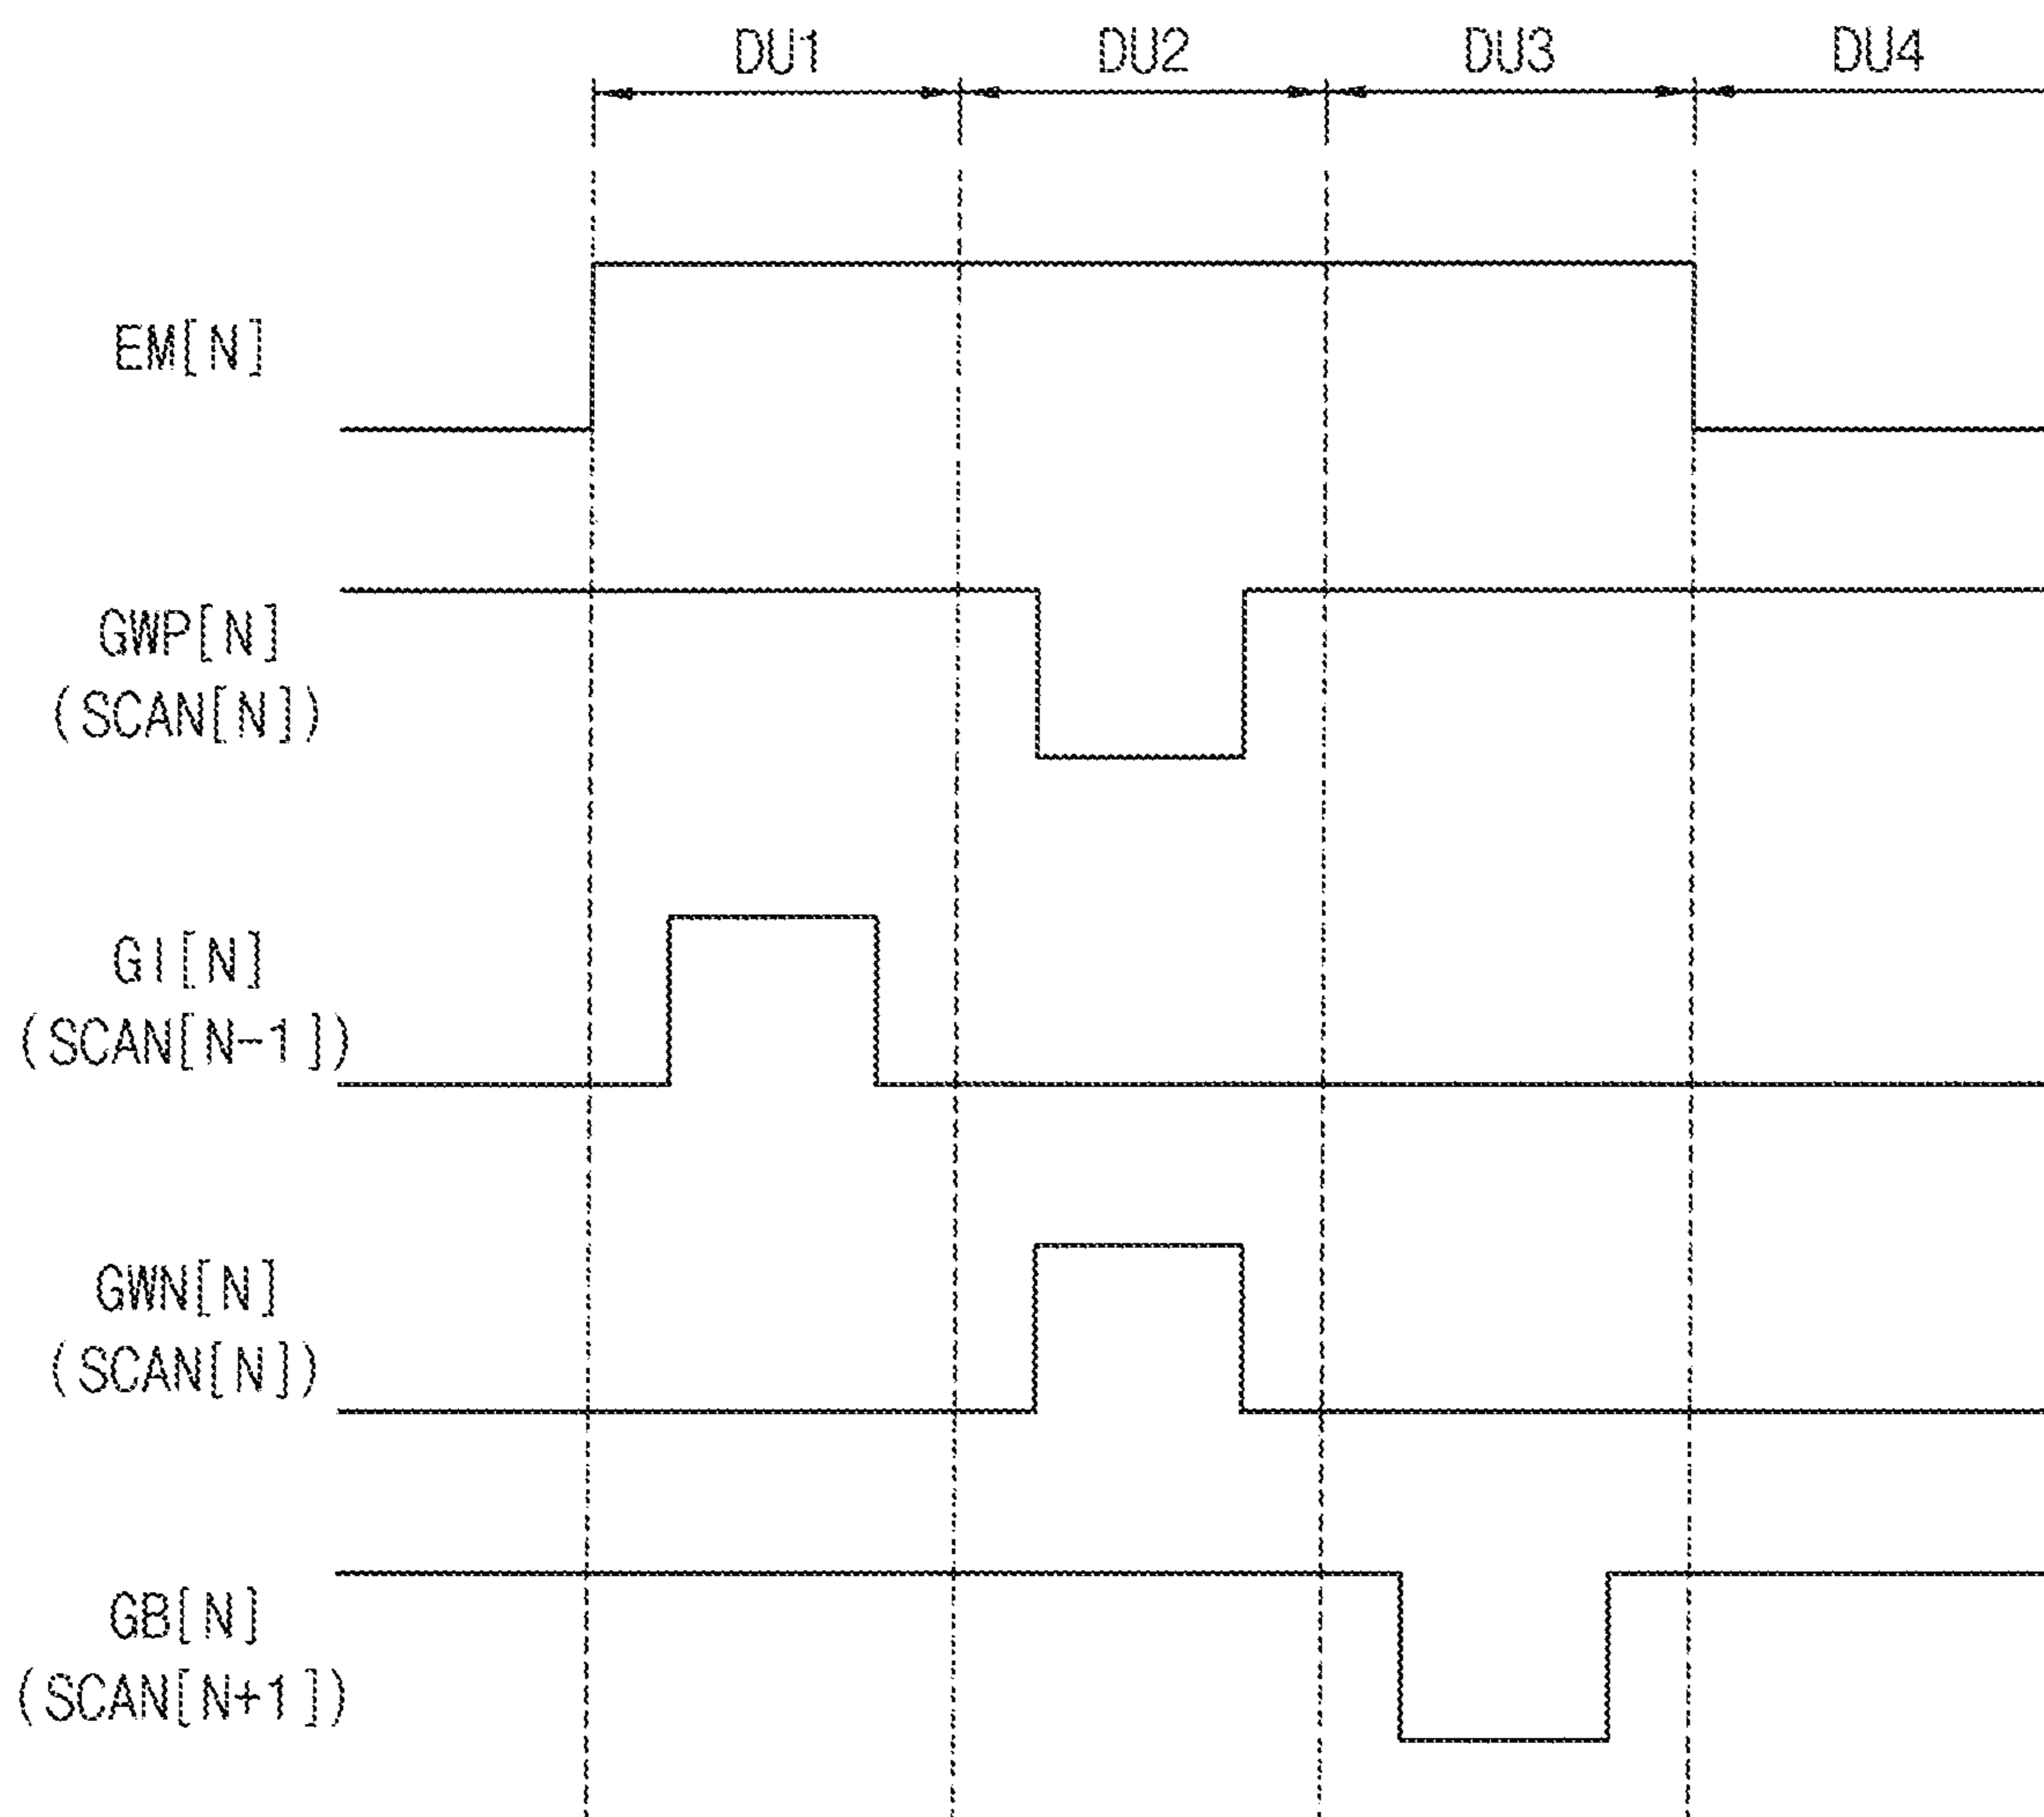 DU1 DU2 DU3 DU4
EM[N]
GWP[N]
(SCAN[N])
GI[N]
(SCAN[N-1])
GWN[N]
(SCAN[N])
GB[N]
(SCAN[N+1])